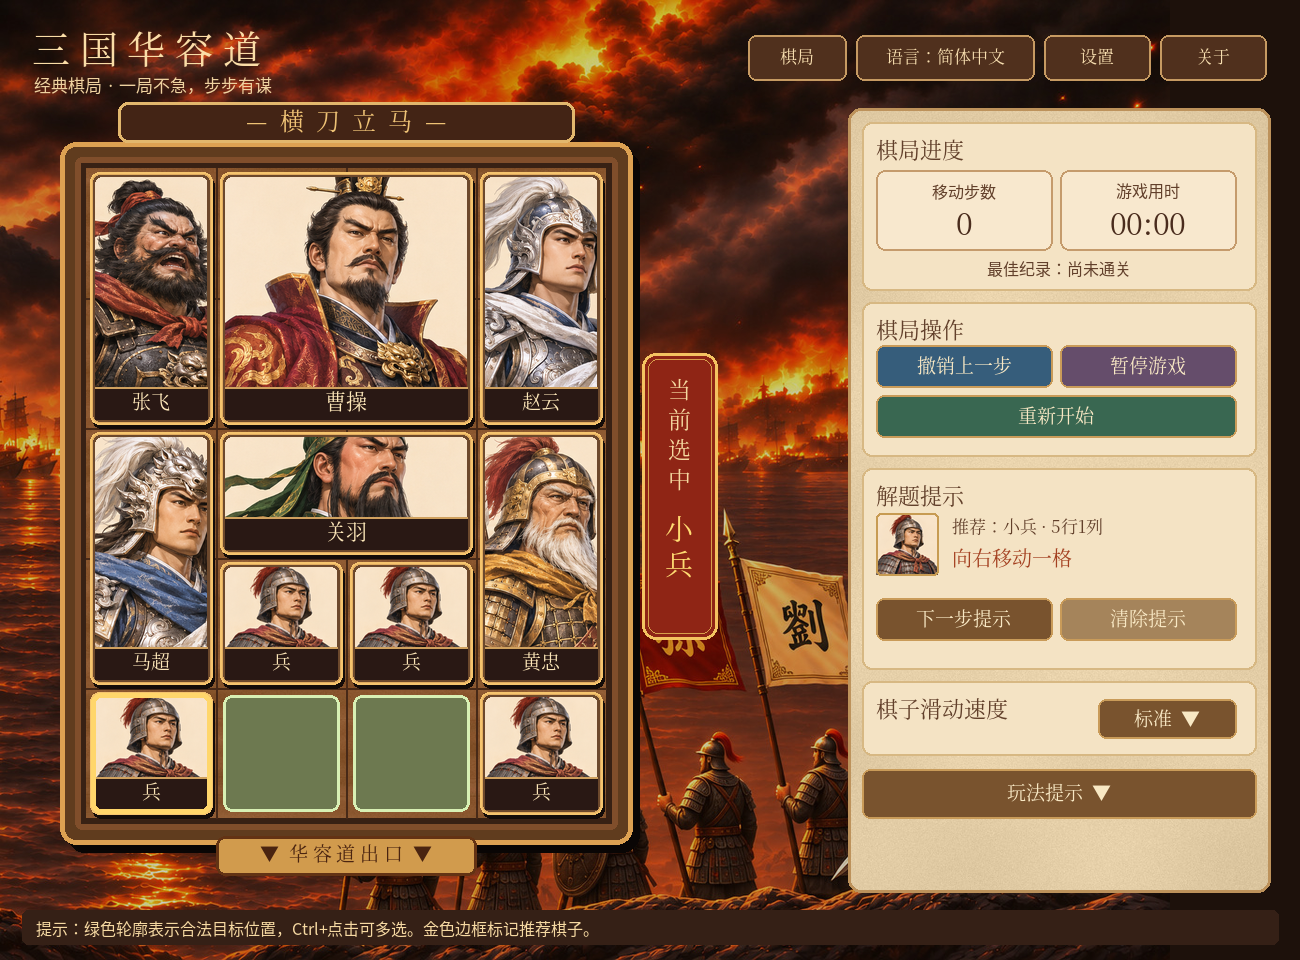 三国华容道
经典棋局 · 一局不急，步步有谋
棋局
语言：简体中文
设置
关于
— 横刀立马 —
张飞
曹操
赵云
马超
关羽
黄忠
兵
兵
兵
兵
▼ 华容道出口 ▼
当前选中 小兵
劉
棋局进度
移动步数
0
游戏用时
00:00
最佳纪录：尚未通关
棋局操作
撤销上一步
暂停游戏
重新开始
解题提示
推荐：小兵 · 5行1列
向右移动一格
下一步提示
清除提示
棋子滑动速度
标准 ▼
玩法提示 ▼
提示：绿色轮廓表示合法目标位置，Ctrl+点击可多选。金色边框标记推荐棋子。